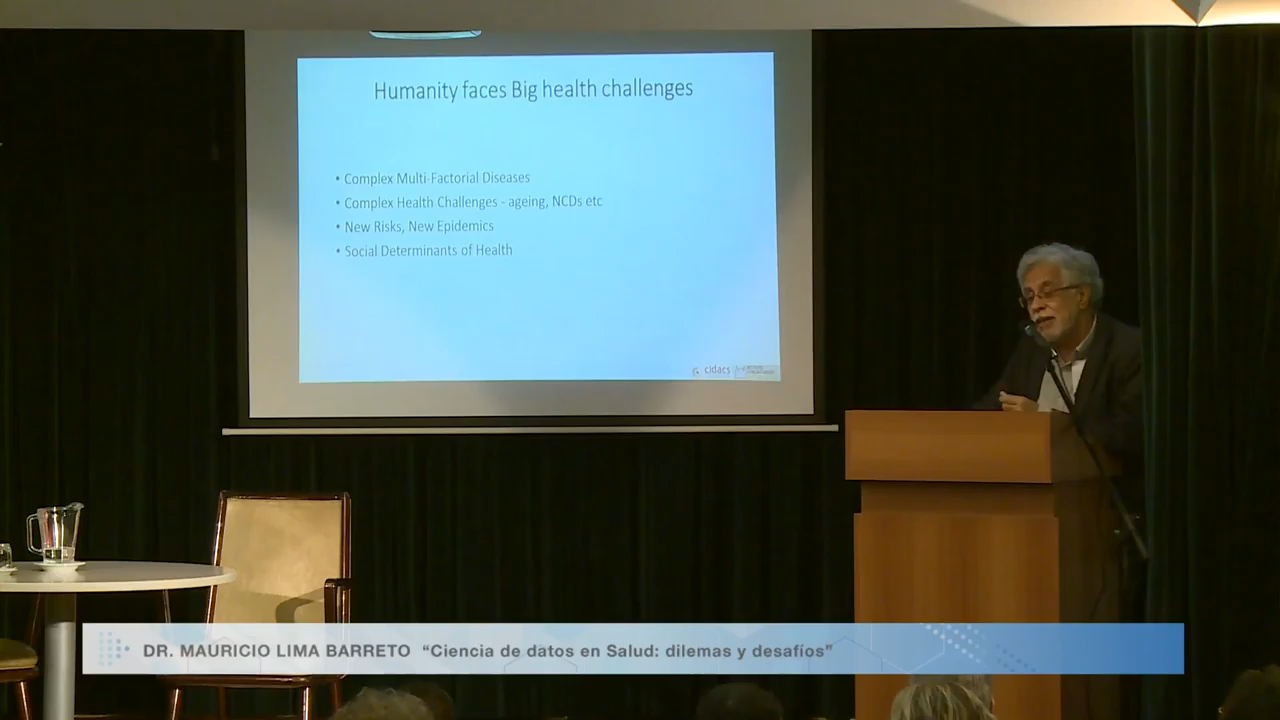 Humanity faces Big health challenges
• Complex Multi-Factorial Diseases
• Complex Health Challenges - ageing, NCDs etc
• New Risks, New Epidemics
• Social Determinants of Health
cidacs
DR. MAURICIO LIMA BARRETO “Ciencia de datos en Salud: dilemas y desafíos”